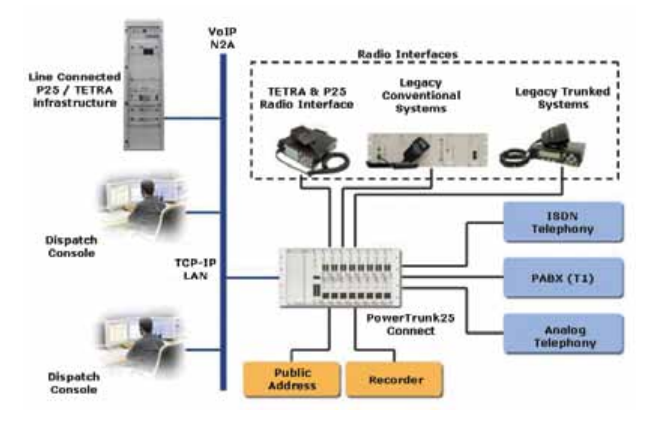 VoIP
N2A
Radio Interfaces
Line Connected
P25 / TETRA
infrastructure
TETRA & P25
Radio Interface
Legacy
Conventional
Systems
Legacy Trunked
Systems
Dispatch
Console
TCP-IP
LAN
ISDN
Telephony
PABX (T1)
PowerTrunk25
Connect
Analog
Telephony
Dispatch
Console
Public
Address
Recorder